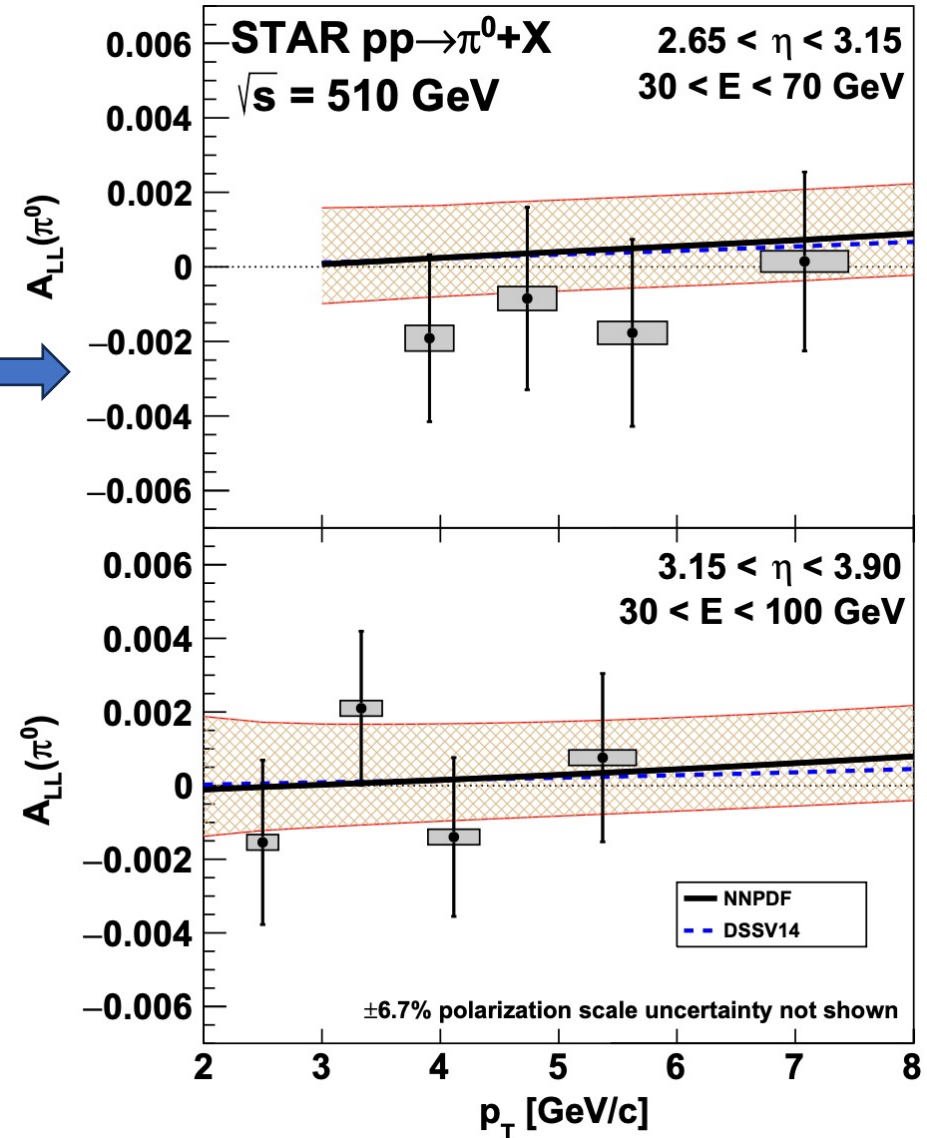 STAR pp→π⁰+X
√s = 510 GeV
2.65 < η < 3.15
30 < E < 70 GeV
A_LL(π⁰)
0.006
0.004
0.002
0
−0.002
−0.004
−0.006
3.15 < η < 3.90
30 < E < 100 GeV
A_LL(π⁰)
0.006
0.004
0.002
0
−0.002
−0.004
−0.006
NNPDF
DSSV14
±6.7% polarization scale uncertainty not shown
2 3 4 5 6 7 8
p_T [GeV/c]